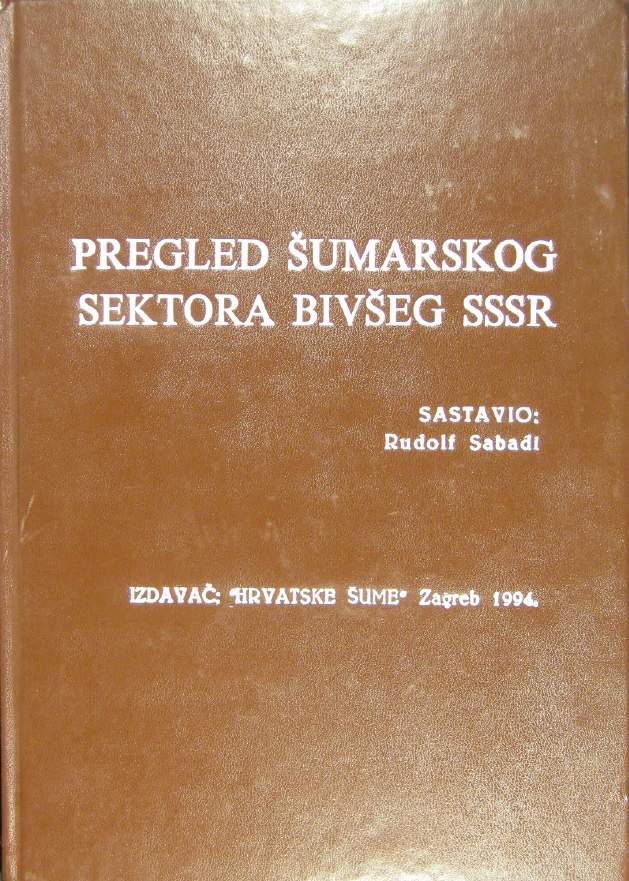 PREGLED ŠUMARSKOG
SEKTORA BIVŠEG SSSR
SASTAVIO:
Rudolf Sabadi
IZDAVAČ: "HRVATSKE ŠUME" Zagreb 1994.